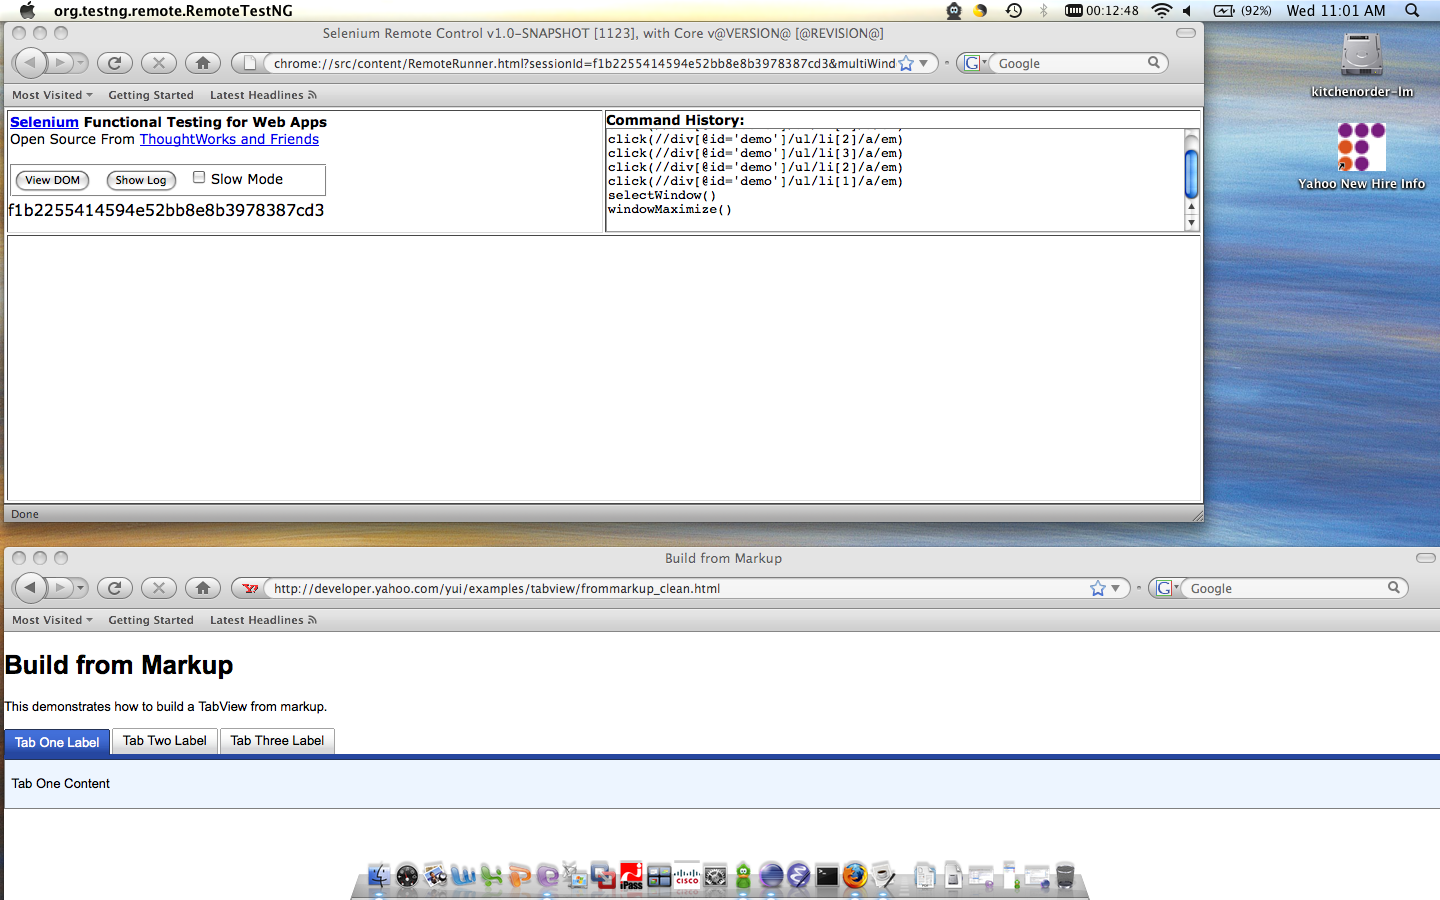 org.testng.remote.RemoteTestNG 00:12:48 (92%) Wed 11:01 AM
Selenium Remote Control v1.0-SNAPSHOT [1123], with Core v@VERSION@ [@REVISION@]
chrome://src/content/RemoteRunner.html?sessionId=f1b2255414594e52bb8e8b3978387cd3&multiWind
Google
Most Visited Getting Started Latest Headlines
Selenium Functional Testing for Web Apps
Open Source From ThoughtWorks and Friends
View DOM Show Log Slow Mode
f1b2255414594e52bb8e8b3978387cd3
Command History:
click(//div[@id='demo']/ul/li[2]/a/em)
click(//div[@id='demo']/ul/li[3]/a/em)
click(//div[@id='demo']/ul/li[2]/a/em)
click(//div[@id='demo']/ul/li[1]/a/em)
selectWindow()
windowMaximize()
Done
kitchenorder-lm
Yahoo New Hire Info
Build from Markup
http://developer.yahoo.com/yui/examples/tabview/frommarkup_clean.html
Google
Most Visited Getting Started Latest Headlines
Build from Markup
This demonstrates how to build a TabView from markup.
Tab One Label Tab Two Label Tab Three Label
Tab One Content
iPass
CISCO